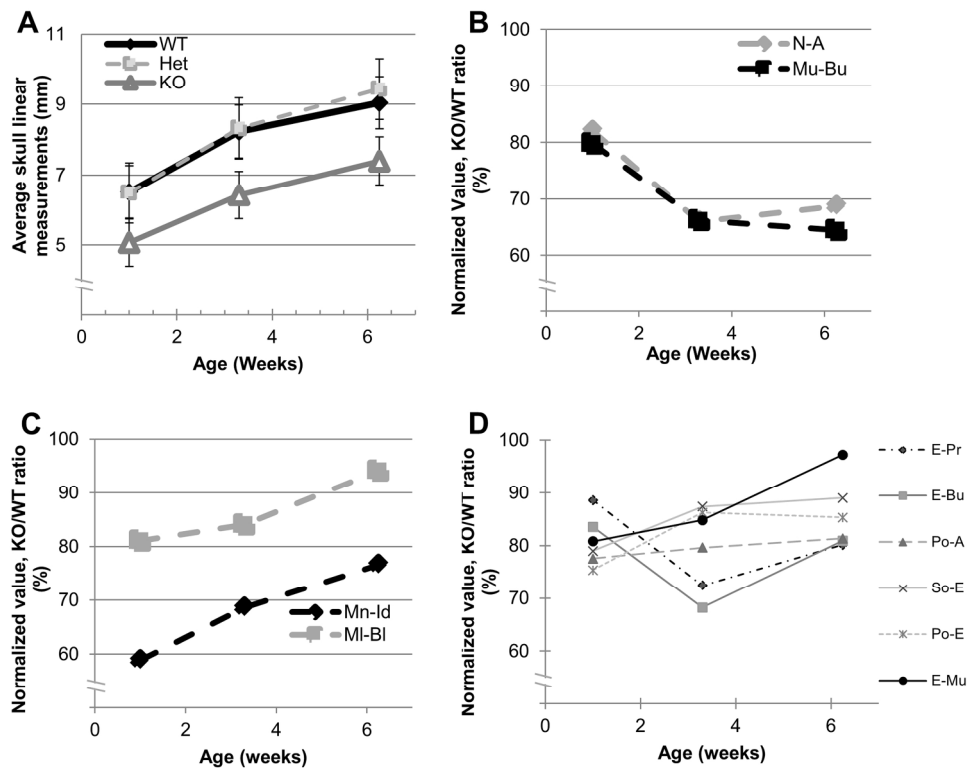 A
11
9
7
5
0
2
4
6
Average skull linear
measurements (mm)
Age (Weeks)
WT
Het
KO
B
100
90
80
70
60
0
2
4
6
Normalized Value, KO/WT ratio
(%)
Age (Weeks)
N-A
Mu-Bu
C
100
90
80
70
60
0
2
4
6
Normalized value, KO/WT ratio
(%)
Age (weeks)
Mn-Id
MI-BI
D
100
90
80
70
60
0
2
4
6
Normalized value, KO/WT ratio
(%)
Age (weeks)
E-Pr
E-Bu
Po-A
So-E
Po-E
E-Mu